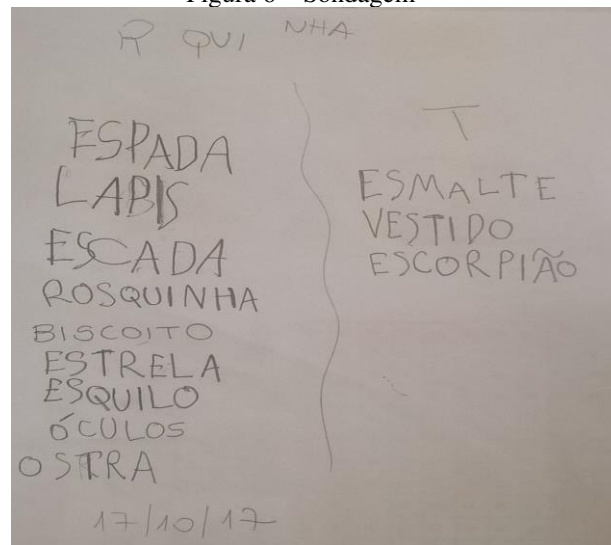 Figura 6 – Sondagem
R QUI NHA
ESPADA
LABIS
ESCADA
ROSQUINHA
BISCOITO
ESTRELA
ESQUILO
ÓCULOS
OSTRA
17/10/17
T
ESMALTE
VESTIDO
ESCORPIÃO